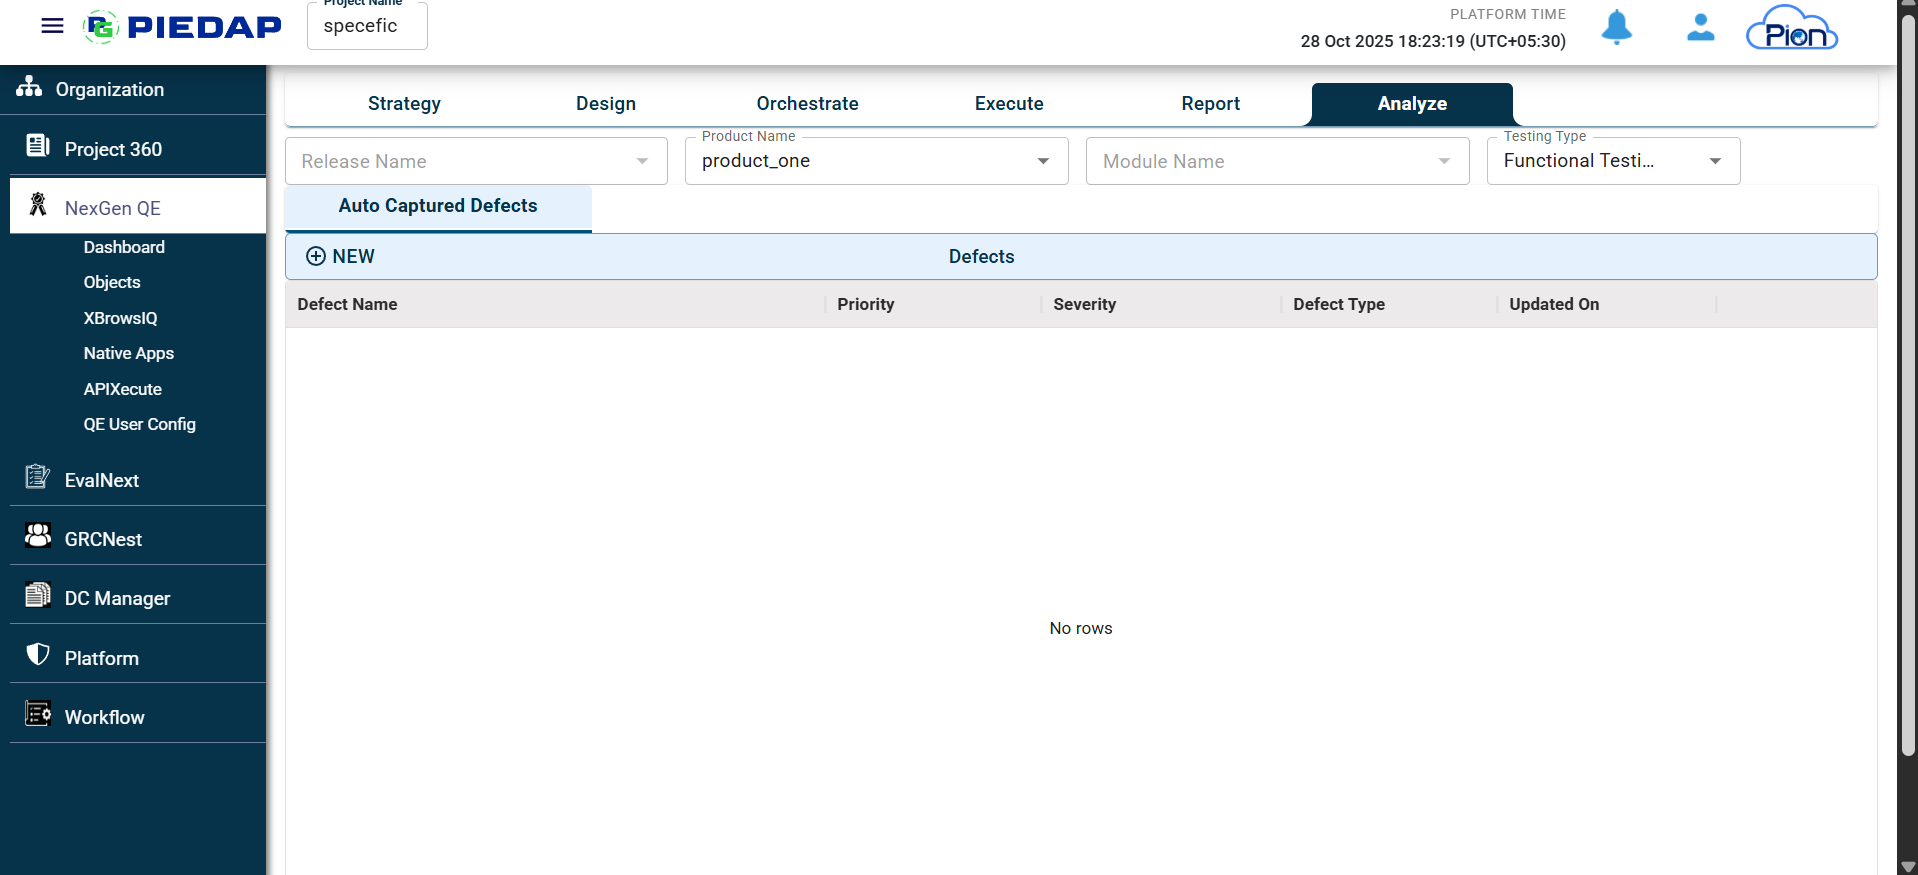 PG PIEDAP
Project Name
specefic
PLATFORM TIME
28 Oct 2025 18:23:19 (UTC+05:30)
Pion
Organization
Project 360
NexGen QE
Dashboard
Objects
XBrowsIQ
Native Apps
APIXecute
QE User Config
EvalNext
GRCNest
DC Manager
Platform
Workflow
Strategy Design Orchestrate Execute Report Analyze
Release Name
Product Name
product_one
Module Name
Testing Type
Functional Testi...
Auto Captured Defects
NEW Defects
Defect Name Priority Severity Defect Type Updated On
No rows